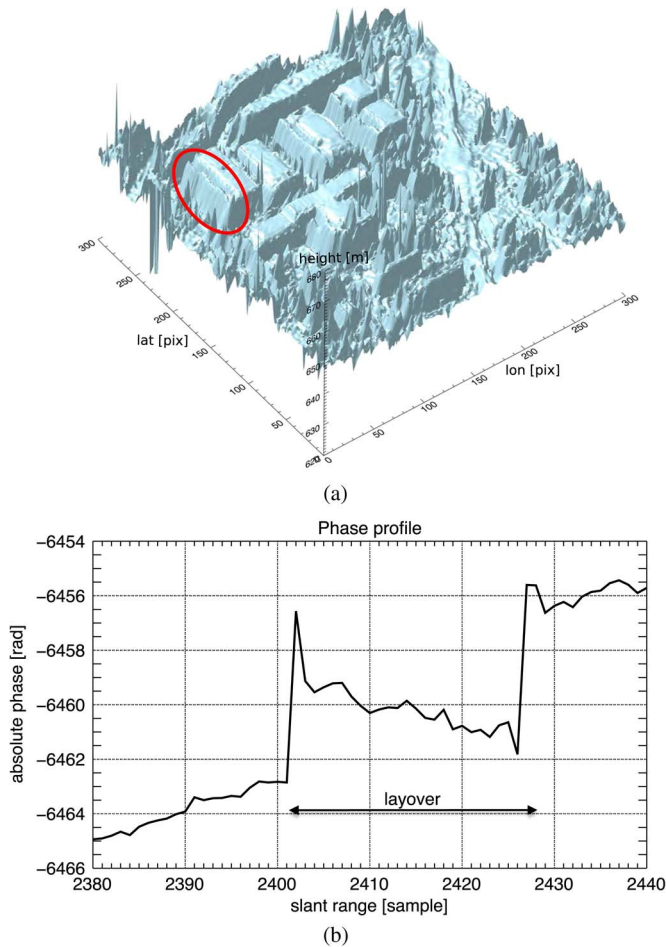 height [m]
680
670
660
650
640
630
620
0
300
250
200
150
100
50
lat [pix]
0
50
100
150
200
250
300
lon [pix]
(a)
Phase profile
−6454
−6456
−6458
−6460
−6462
−6464
−6466
absolute phase [rad]
layover
2380 2390 2400 2410 2420 2430 2440
slant range [sample]
(b)